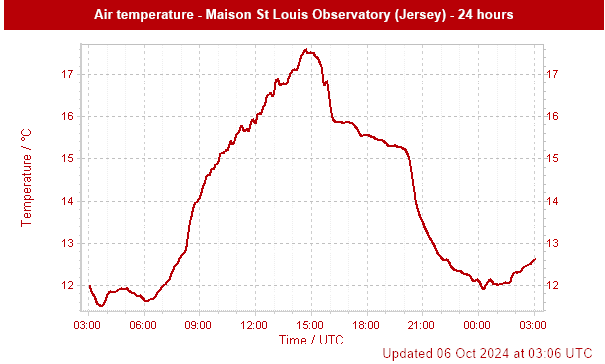 Air temperature - Maison St Louis Observatory (Jersey) - 24 hours
Temperature / °C
17 17
16 16
15 15
14 14
13 13
12 12
03:00 06:00 09:00 12:00 15:00 18:00 21:00 00:00 03:00
Time / UTC
Updated 06 Oct 2024 at 03:06 UTC